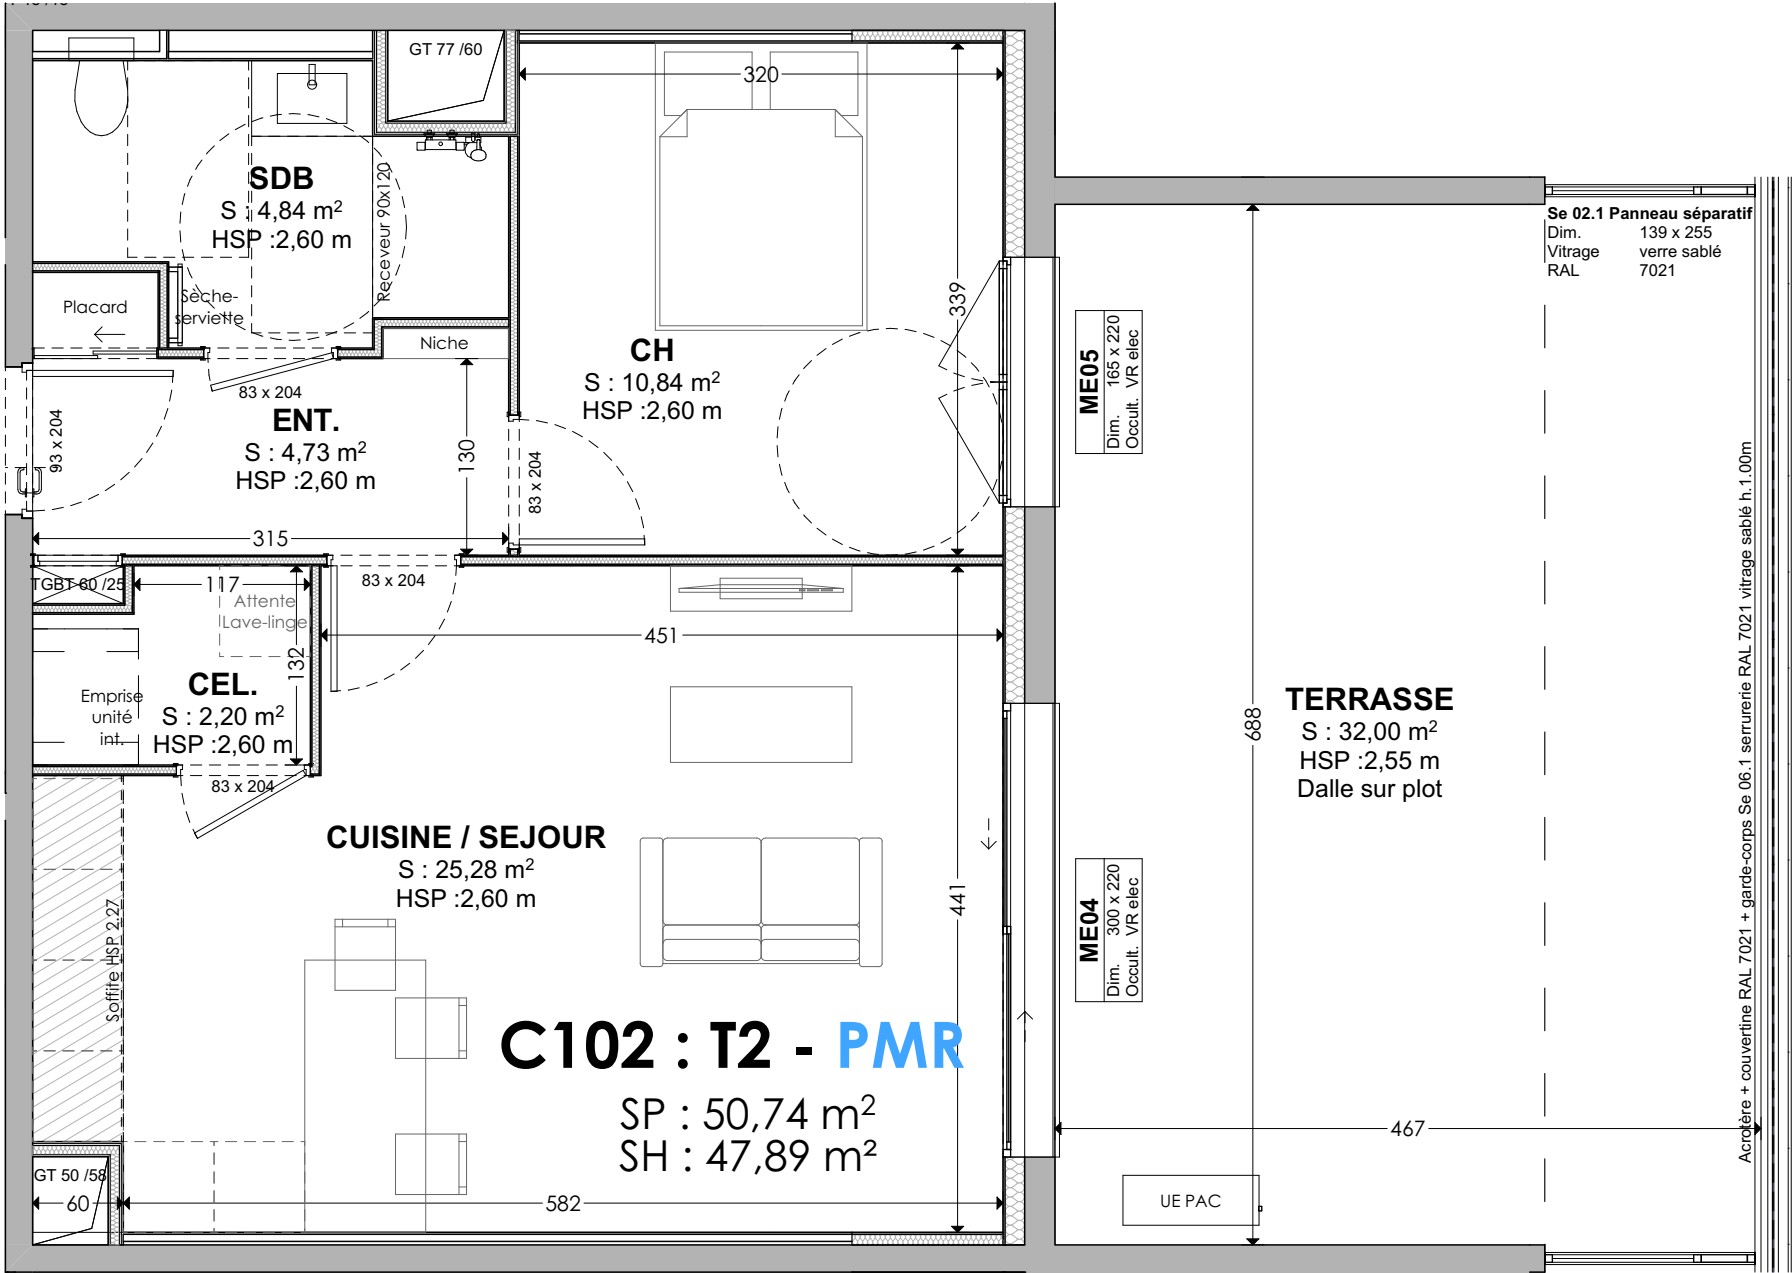 GT 77 /60
320
SDB
S : 4,84 m²
HSP :2,60 m
Receveur 90x120
Placard
Sèche-
serviette
Niche
83 x 204
339
CH
S : 10,84 m²
HSP :2,60 m
ENT.
S : 4,73 m²
HSP :2,60 m
93 x 204
130
83 x 204
315
TGBT 60 /25
117
83 x 204
Attente
Lave-linge
132
451
CEL.
S : 2,20 m²
HSP :2,60 m
Emprise
unité
int.
83 x 204
CUISINE / SEJOUR
S : 25,28 m²
HSP :2,60 m
Soffite HSP 2.27
441
C102 : T2 - PMR
SP : 50,74 m²
SH : 47,89 m²
GT 50 /58
60
582
ME05
Dim. 165 x 220
Occult. VR elec
ME04
Dim. 300 x 220
Occult. VR elec
688
TERRASSE
S : 32,00 m²
HSP :2,55 m
Dalle sur plot
467
UE PAC
Se 02.1 Panneau séparatif
Dim. 139 x 255
Vitrage verre sablé
RAL 7021
Acrotère + couvertine RAL 7021 + garde-corps Se 06.1 serrurerie RAL 7021 vitrage sablé h.1.00m